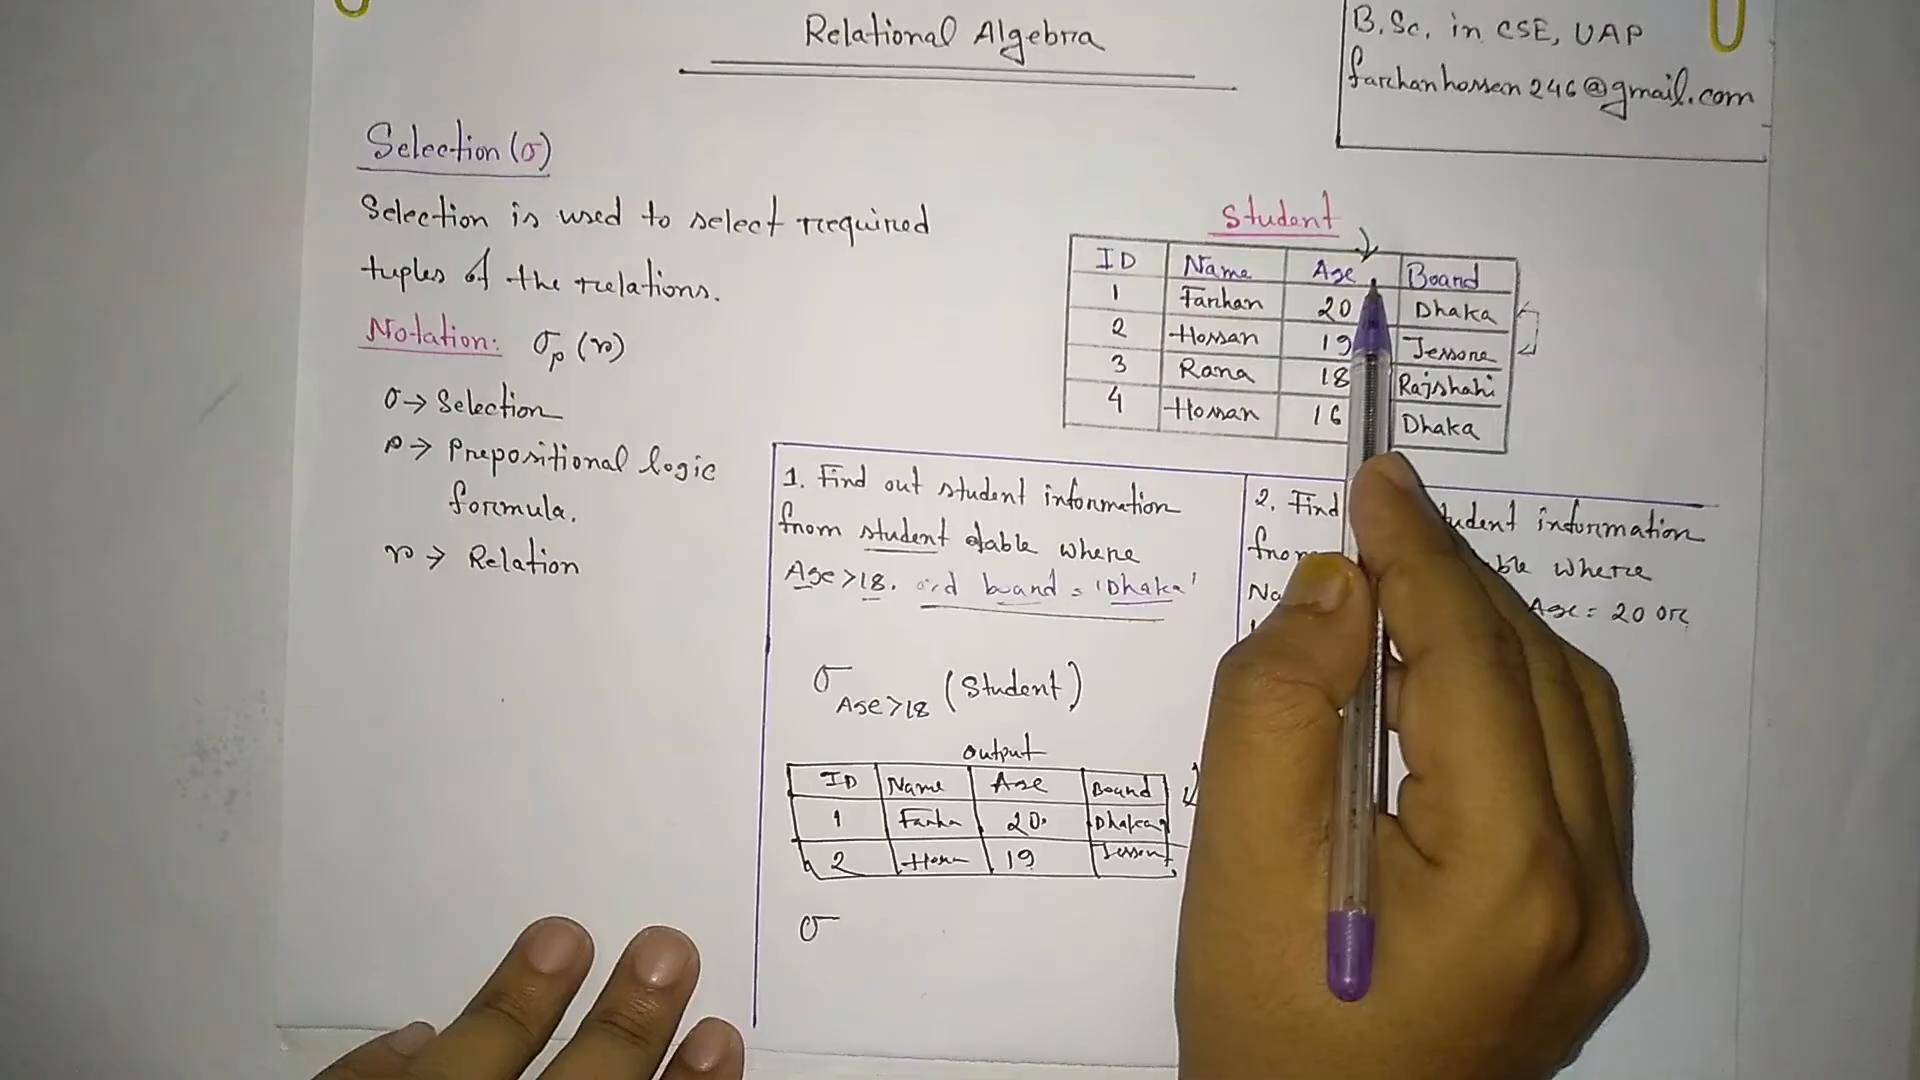 Relational Algebra
B.Sc. in CSE, UAP
farhanhossen246@gmail.com
Selection (σ)
Selection is used to select required
tuples of the relations.
Notation: σp (r)
σ → Selection
p → Prepositional logic
formula.
r → Relation
Student
ID Name Age Board
1 Farhan 20 Dhaka
2 Hossan 19 Jessore
3 Rana 18 Rajshahi
4 Hossan 16 Dhaka
1. Find out student information
from student table where
Age >18. and board = 'Dhaka'
σ Age >18 (Student)
output
ID Name Age Board
1 Farha 20 Dhaka
2 19
σ
2. Find student information
from where
Age = 20 or